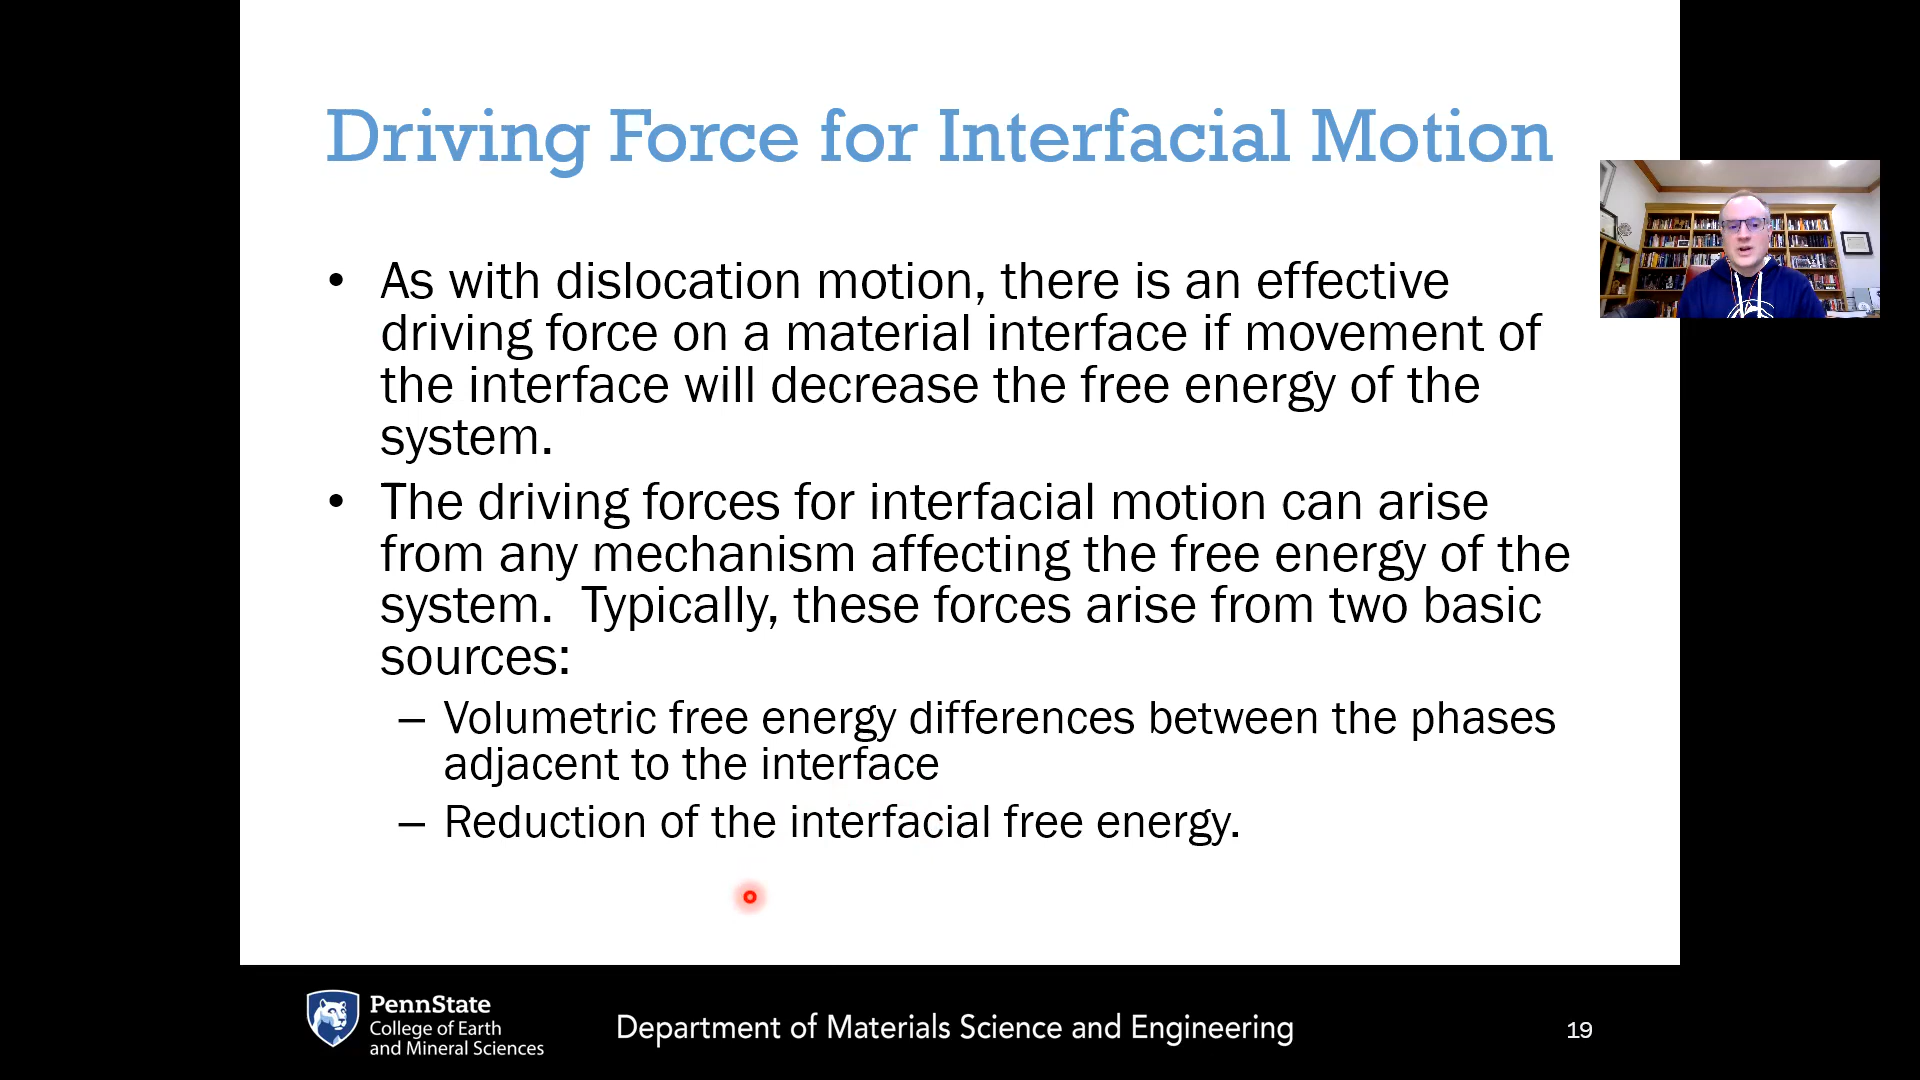 Driving Force for Interfacial Motion
• As with dislocation motion, there is an effective
driving force on a material interface if movement of
the interface will decrease the free energy of the
system.
• The driving forces for interfacial motion can arise
from any mechanism affecting the free energy of the
system.  Typically, these forces arise from two basic
sources:
– Volumetric free energy differences between the phases
adjacent to the interface
– Reduction of the interfacial free energy.
PennState
College of Earth
and Mineral Sciences
Department of Materials Science and Engineering
19